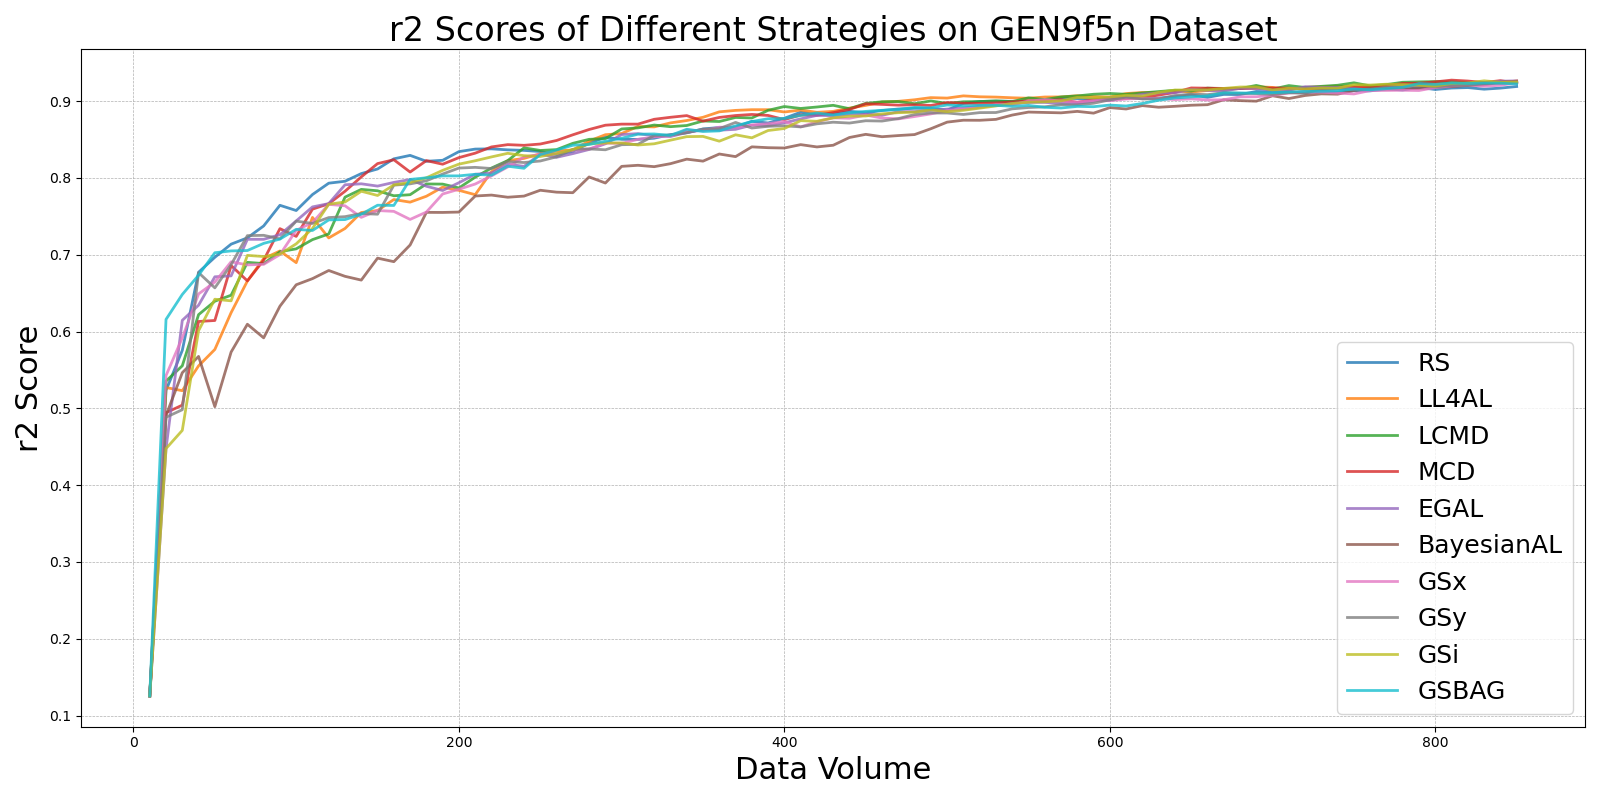 r2 Scores of Different Strategies on GEN9f5n Dataset
r2 Score
0.9
0.8
0.7
0.6
0.5
0.4
0.3
0.2
0.1
0
200
400
600
800
Data Volume
RS
LL4AL
LCMD
MCD
EGAL
BayesianAL
GSx
GSy
GSi
GSBAG